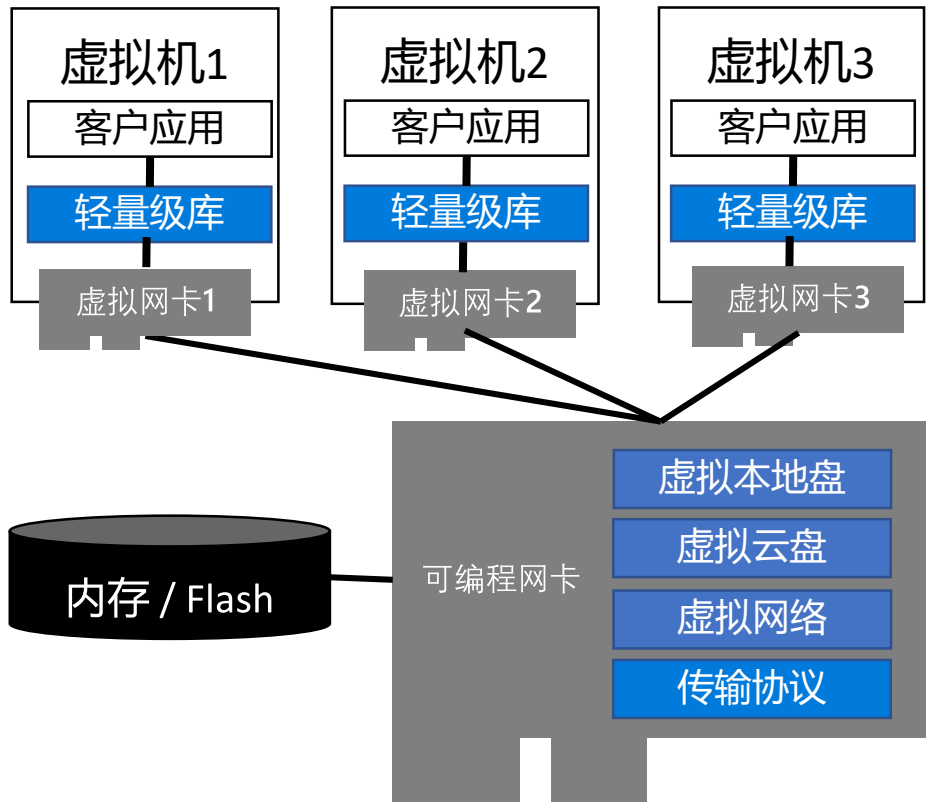 虚拟机1
客户应用
轻量级库
虚拟网卡1
虚拟机2
客户应用
轻量级库
虚拟网卡2
虚拟机3
客户应用
轻量级库
虚拟网卡3
内存 / Flash
可编程网卡
虚拟本地盘
虚拟云盘
虚拟网络
传输协议